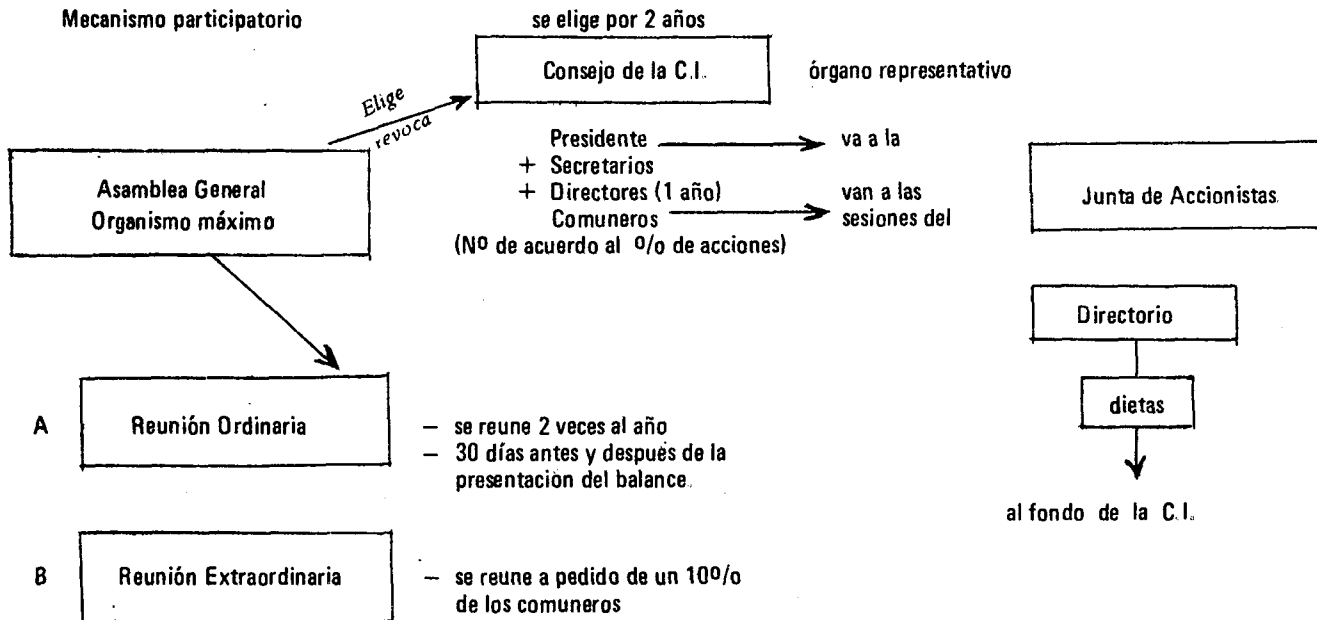 Mecanismo participatorio
se elige por 2 años
Consejo de la C.I.
órgano representativo
Elige
revoca
Asamblea General
Organismo máximo
Presidente
va a la
+ Secretarios
+ Directores (1 año)
van a las
Comuneros
sesiones del
(Nº de acuerdo al º/o de acciones)
Junta de Accionistas.
Directorio
dietas
al fondo de la C.I.
A
Reunión Ordinaria
– se reune 2 veces al año
– 30 días antes y después de la
presentaciòn del balance.
B
Reunión Extraordinaria
– se reune a pedido de un 10º/o
de los comuneros